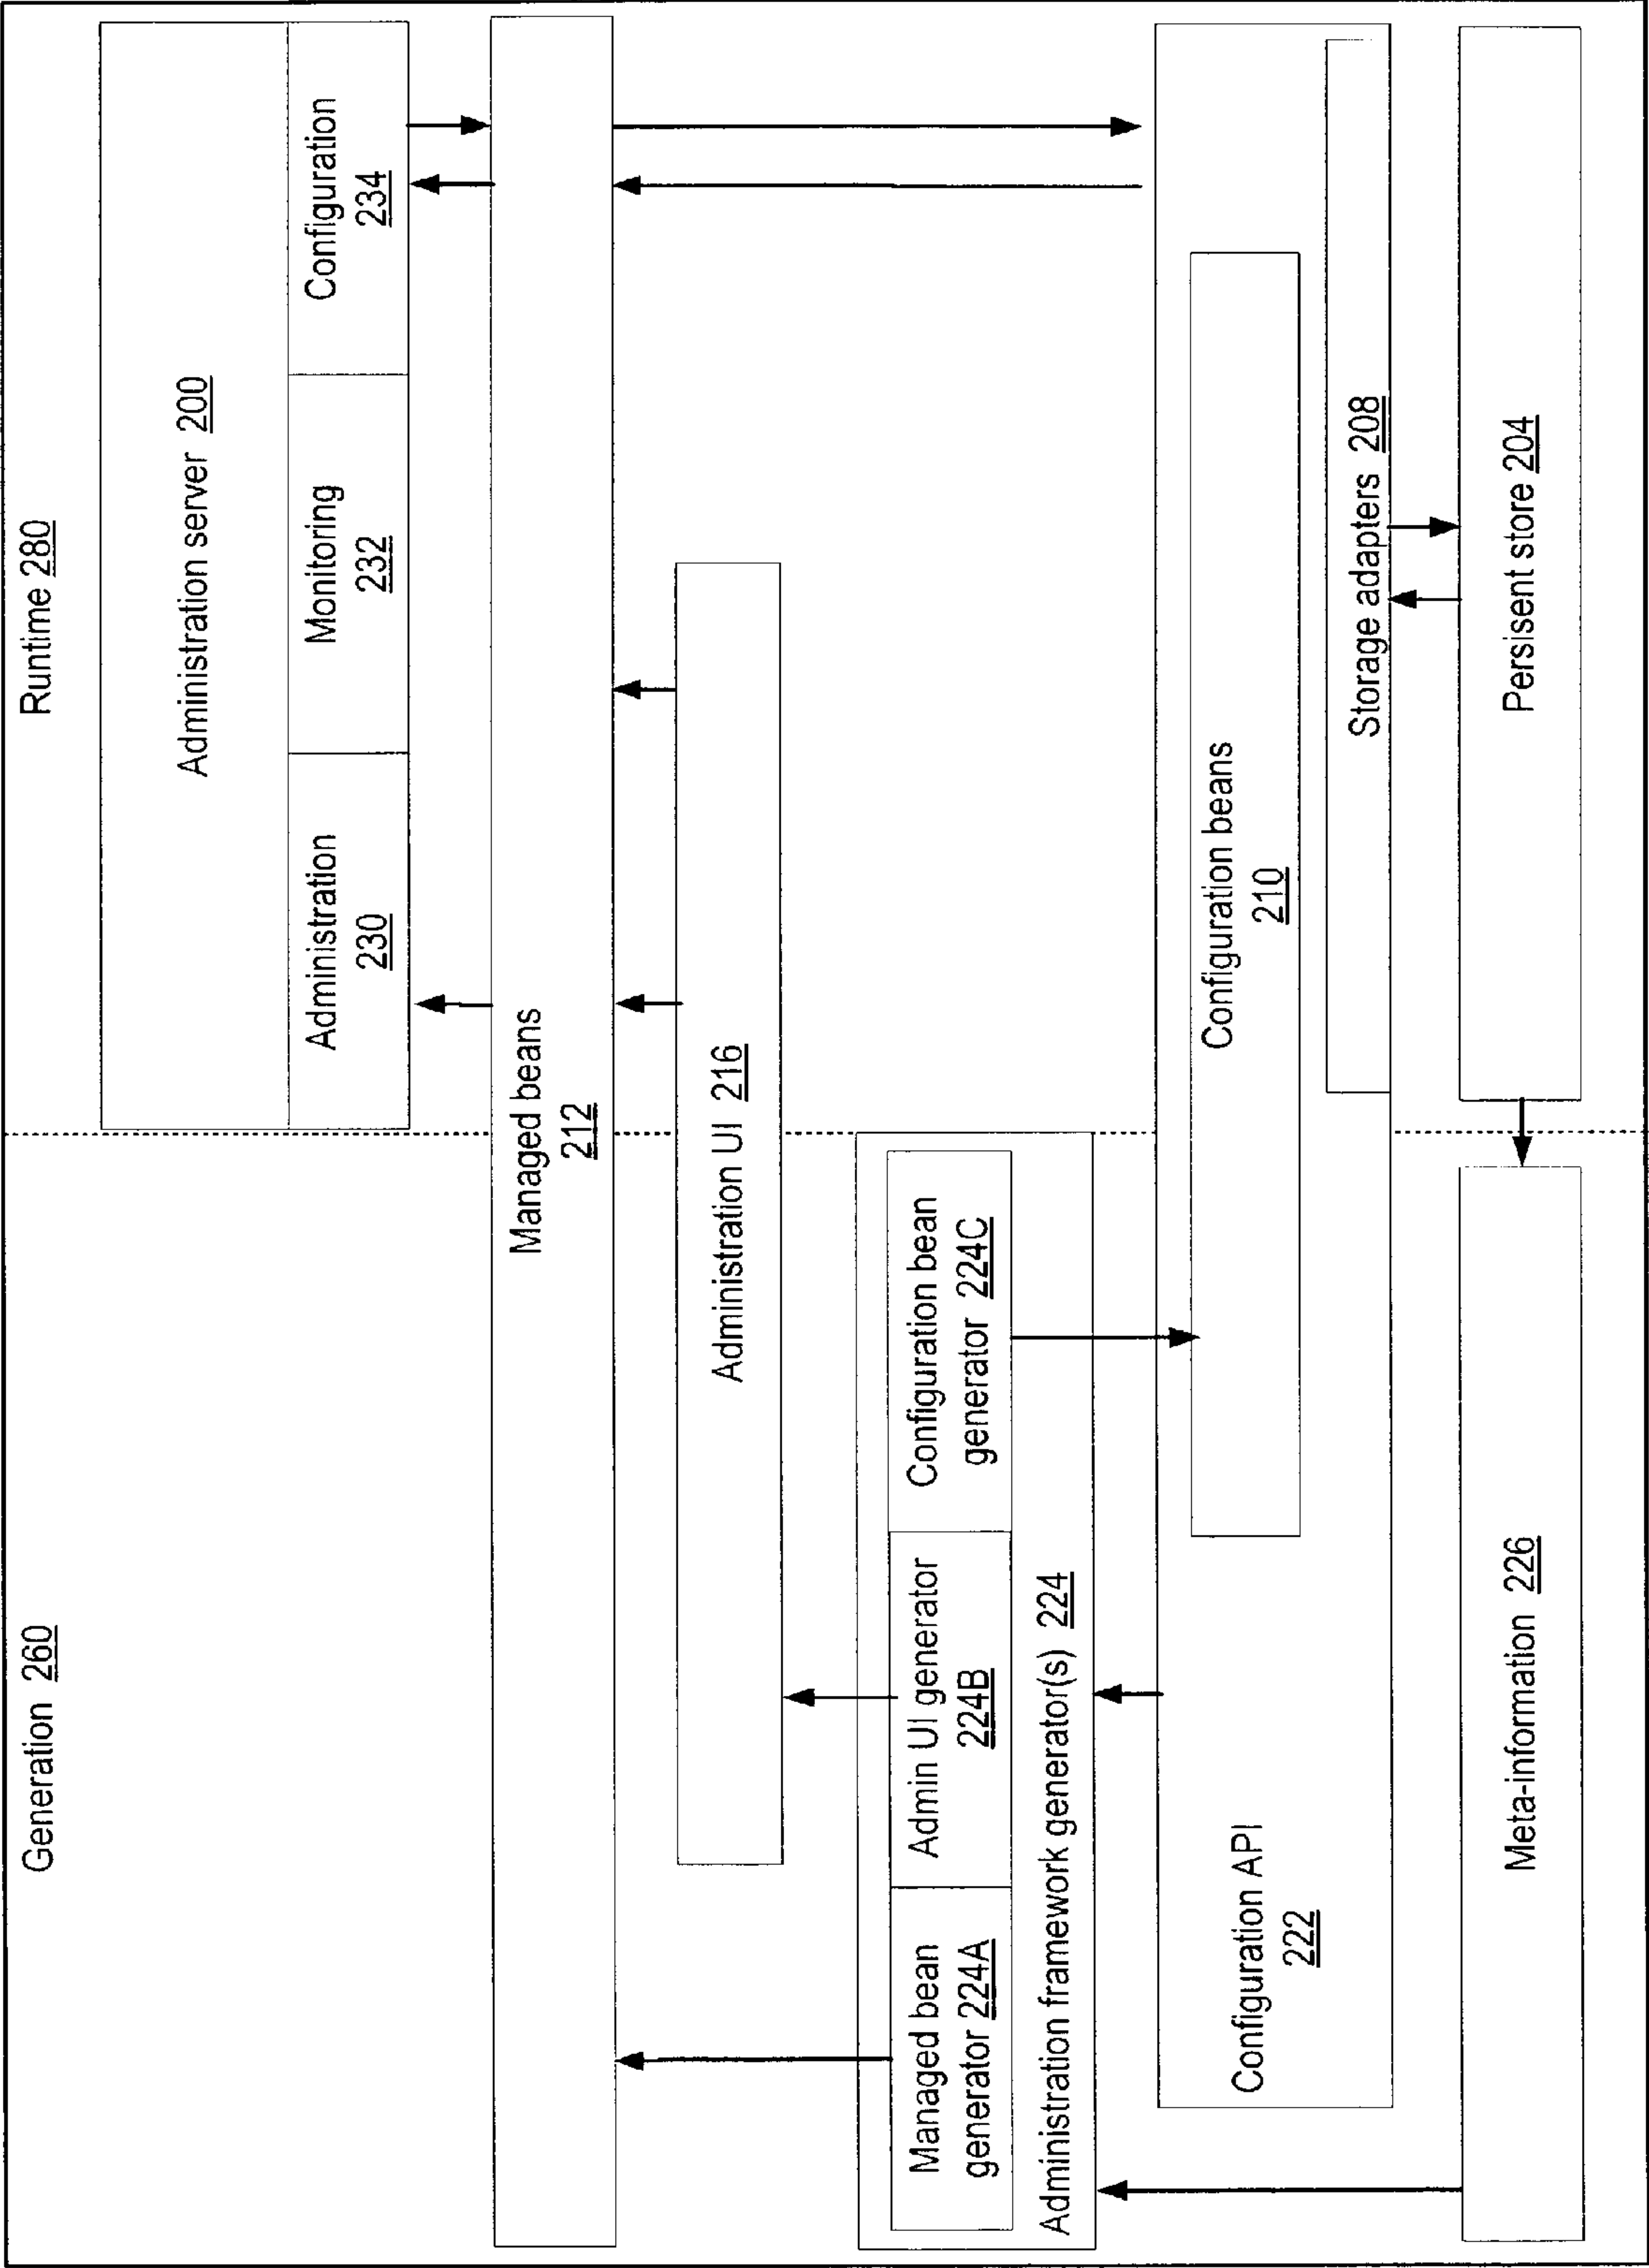 Generation 260
Runtime 280
Administration server 200
Administration
230
Monitoring
232
Configuration
234
Managed beans
212
Administration UI 216
Managed bean
generator 224A
Admin UI generator
224B
Configuration bean
generator 224C
Administration framework generator(s) 224
Configuration API
222
Configuration beans
210
Storage adapters 208
Meta-information 226
Persisent store 204